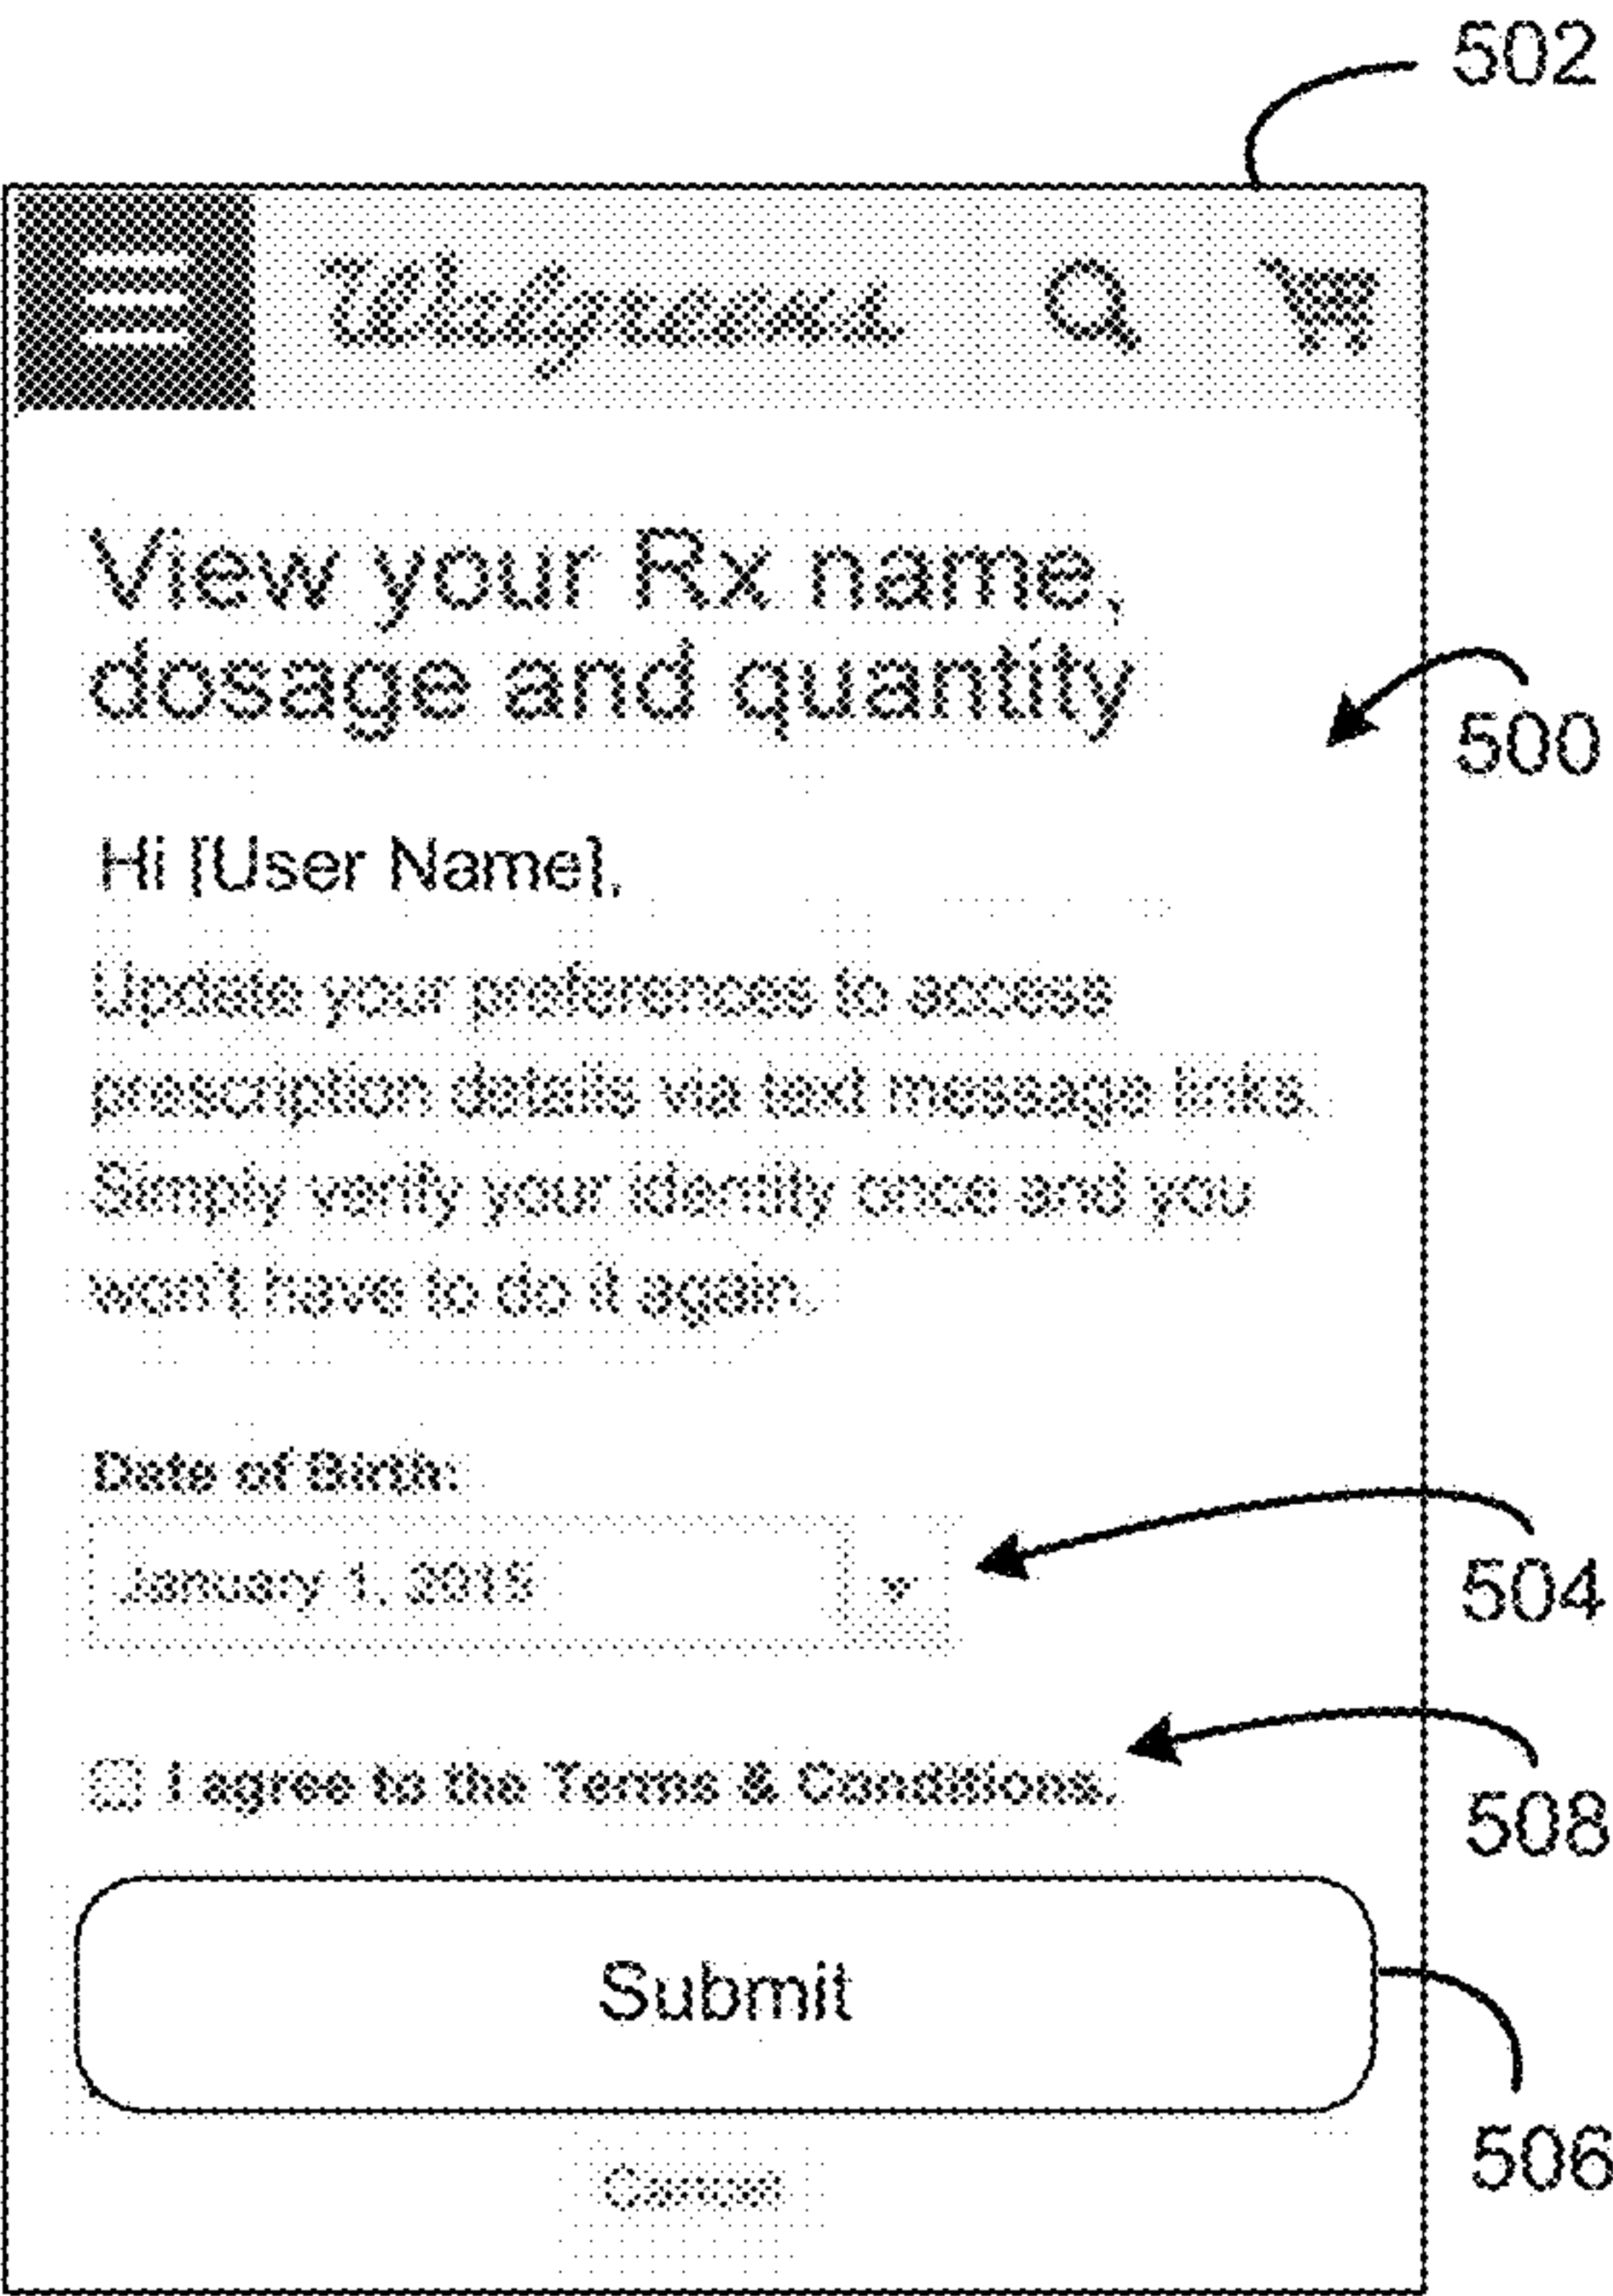 502
Walgreens
View your Rx name,
dosage and quantity
500
Hi [User Name],
Update your preferences to access
prescription details via text message links.
Simply verify your identity once and you
won't have to do it again.
Date of Birth:
January 1, 2015
504
I agree to the Terms & Conditions.
508
Submit
506
Cancel